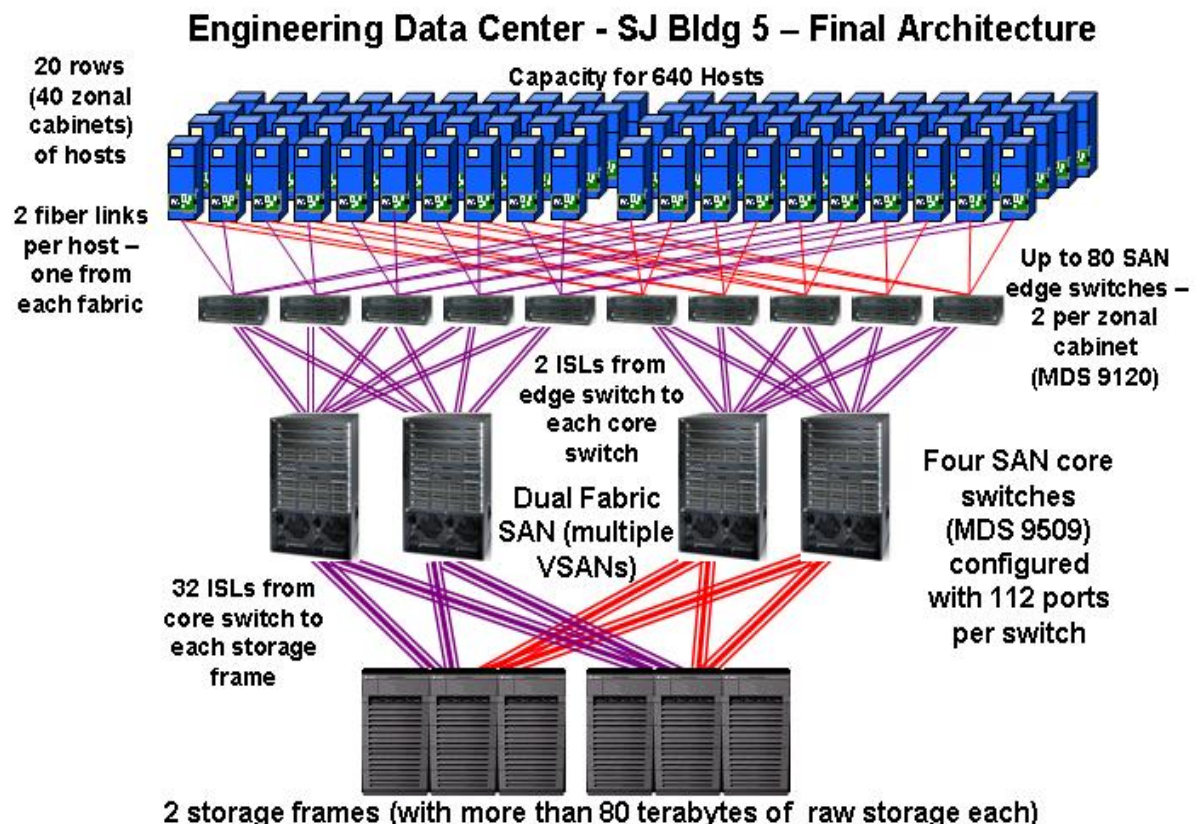 Engineering Data Center - SJ Bldg 5 – Final Architecture
20 rows
(40 zonal
cabinets)
of hosts
Capacity for 640 Hosts
2 fiber links
per host –
one from
each fabric
Up to 80 SAN
edge switches –
2 per zonal
cabinet
(MDS 9120)
2 ISLs from
edge switch to
each core
switch
Dual Fabric
SAN (multiple
VSANs)
Four SAN core
switches
(MDS 9509)
configured
with 112 ports
per switch
32 ISLs from
core switch to
each storage
frame
2 storage frames (with more than 80 terabytes of raw storage each)